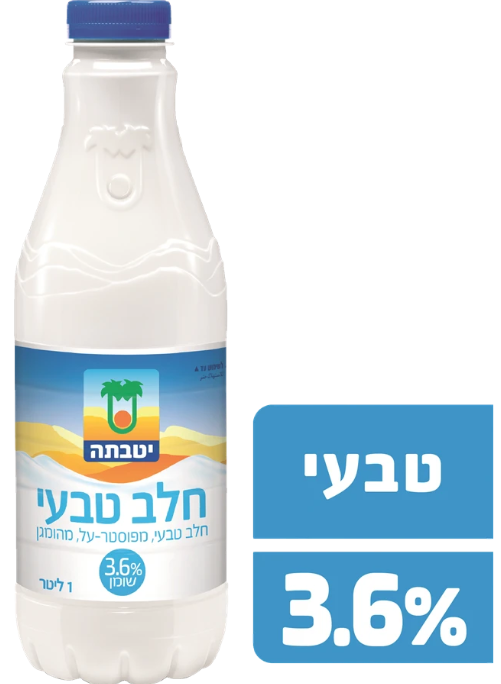 יטבתה
חלב טבעי
חלב טבעי, מפוסטר-על, מהומגן
3.6%
שומן
1 ליטר
טבעי
3.6%